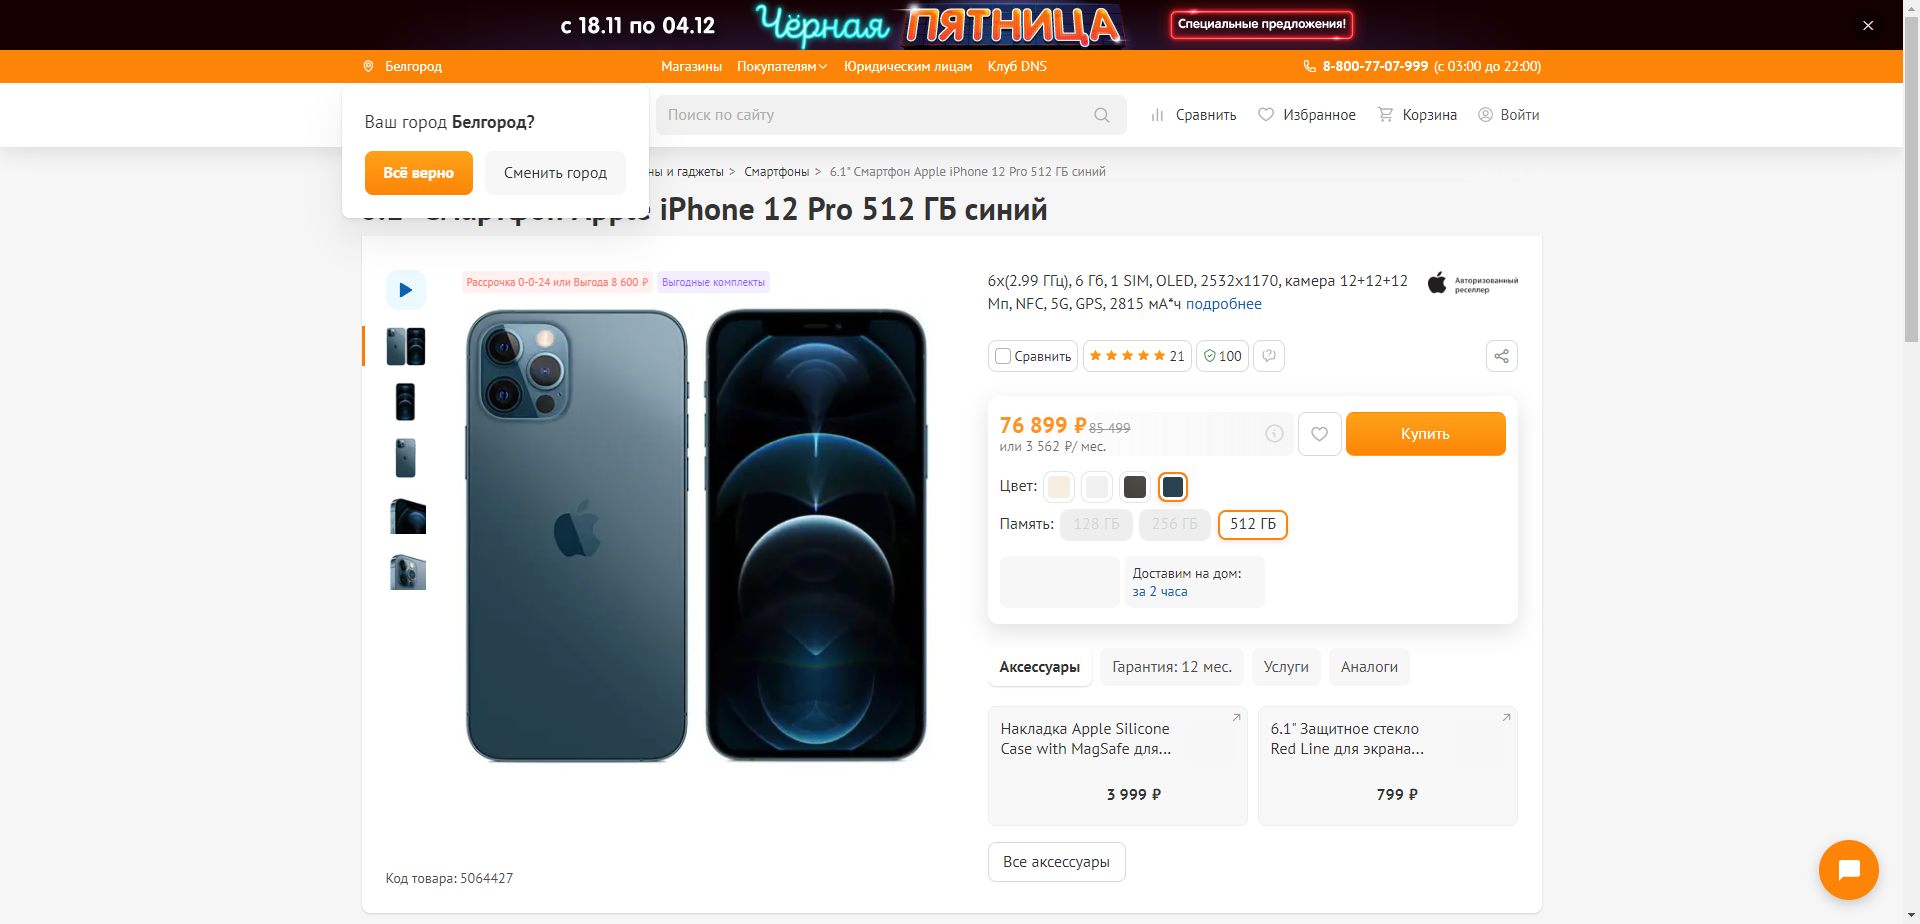 с 18.11 по 04.12
Чёрная ПЯТНИЦА
Специальные предложения!
Белгород
Магазины
Покупателям
Юридическим лицам
Клуб DNS
8-800-77-07-999 (с 03:00 до 22:00)
Ваш город Белгород?
Всё верно
Сменить город
Поиск по сайту
Сравнить
Избранное
Корзина
Войти
и гаджеты > Смартфоны > 6.1" Смартфон Apple iPhone 12 Pro 512 ГБ синий
iPhone 12 Pro 512 ГБ синий
Рассрочка 0-0-24 или Выгода 8 600 ₽
Выгодные комплекты
6x(2.99 ГГц), 6 Гб, 1 SIM, OLED, 2532x1170, камера 12+12+12
Мп, NFC, 5G, GPS, 2815 мА*ч подробнее
Авторизованный
реселлер
Сравнить
21
100
76 899 ₽ 85 499
или 3 562 ₽/ мес.
Купить
Цвет:
Память:
128 ГБ
256 ГБ
512 ГБ
Доставим на дом:
за 2 часа
Аксессуары
Гарантия: 12 мес.
Услуги
Аналоги
Накладка Apple Silicone
Case with MagSafe для...
3 999 ₽
6.1" Защитное стекло
Red Line для экрана...
799 ₽
Все аксессуары
Код товара: 5064427